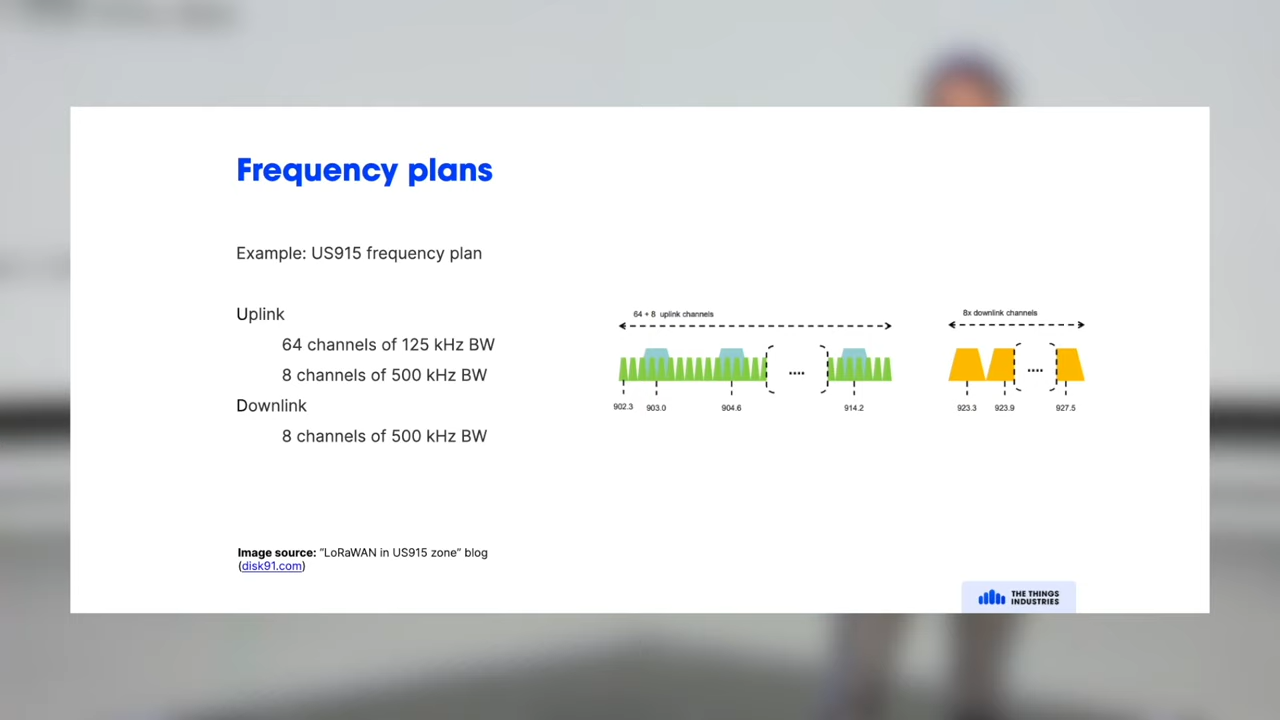 Frequency plans
Example: US915 frequency plan
Uplink
64 channels of 125 kHz BW
8 channels of 500 kHz BW
Downlink
8 channels of 500 kHz BW
64 + 8 uplink channels
902.3 903.0 904.6 .... 914.2
8x downlink channels
923.3 923.9 .... 927.5
Image source: “LoRaWAN in US915 zone” blog
(disk91.com)
THE THINGS
INDUSTRIES